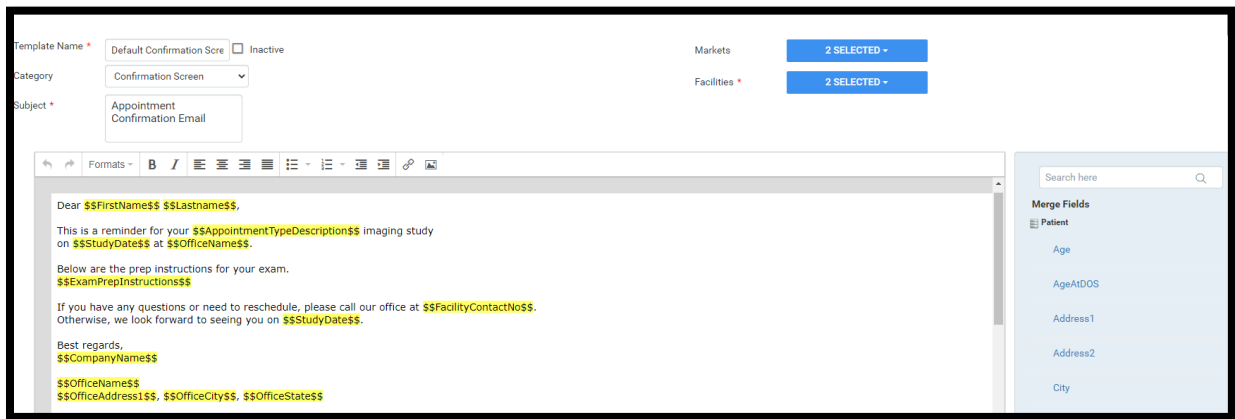 Template Name * Default Confirmation Scre Inactive Markets 2 SELECTED
Category Confirmation Screen Facilities * 2 SELECTED
Subject * Appointment
Confirmation Email
Formats B I
Search here
Dear $$FirstName$$ $$Lastname$$,
Merge Fields
Patient
This is a reminder for your $$AppointmentTypeDescription$$ imaging study
on $$StudyDate$$ at $$OfficeName$$.
Age
Below are the prep instructions for your exam.
$$ExamPrepInstructions$$
AgeAtDOS
If you have any questions or need to reschedule, please call our office at $$FacilityContactNo$$.
Otherwise, we look forward to seeing you on $$StudyDate$$.
Address1
Best regards,
$$CompanyName$$
Address2
$$OfficeName$$
$$OfficeAddress1$$, $$OfficeCity$$, $$OfficeState$$
City